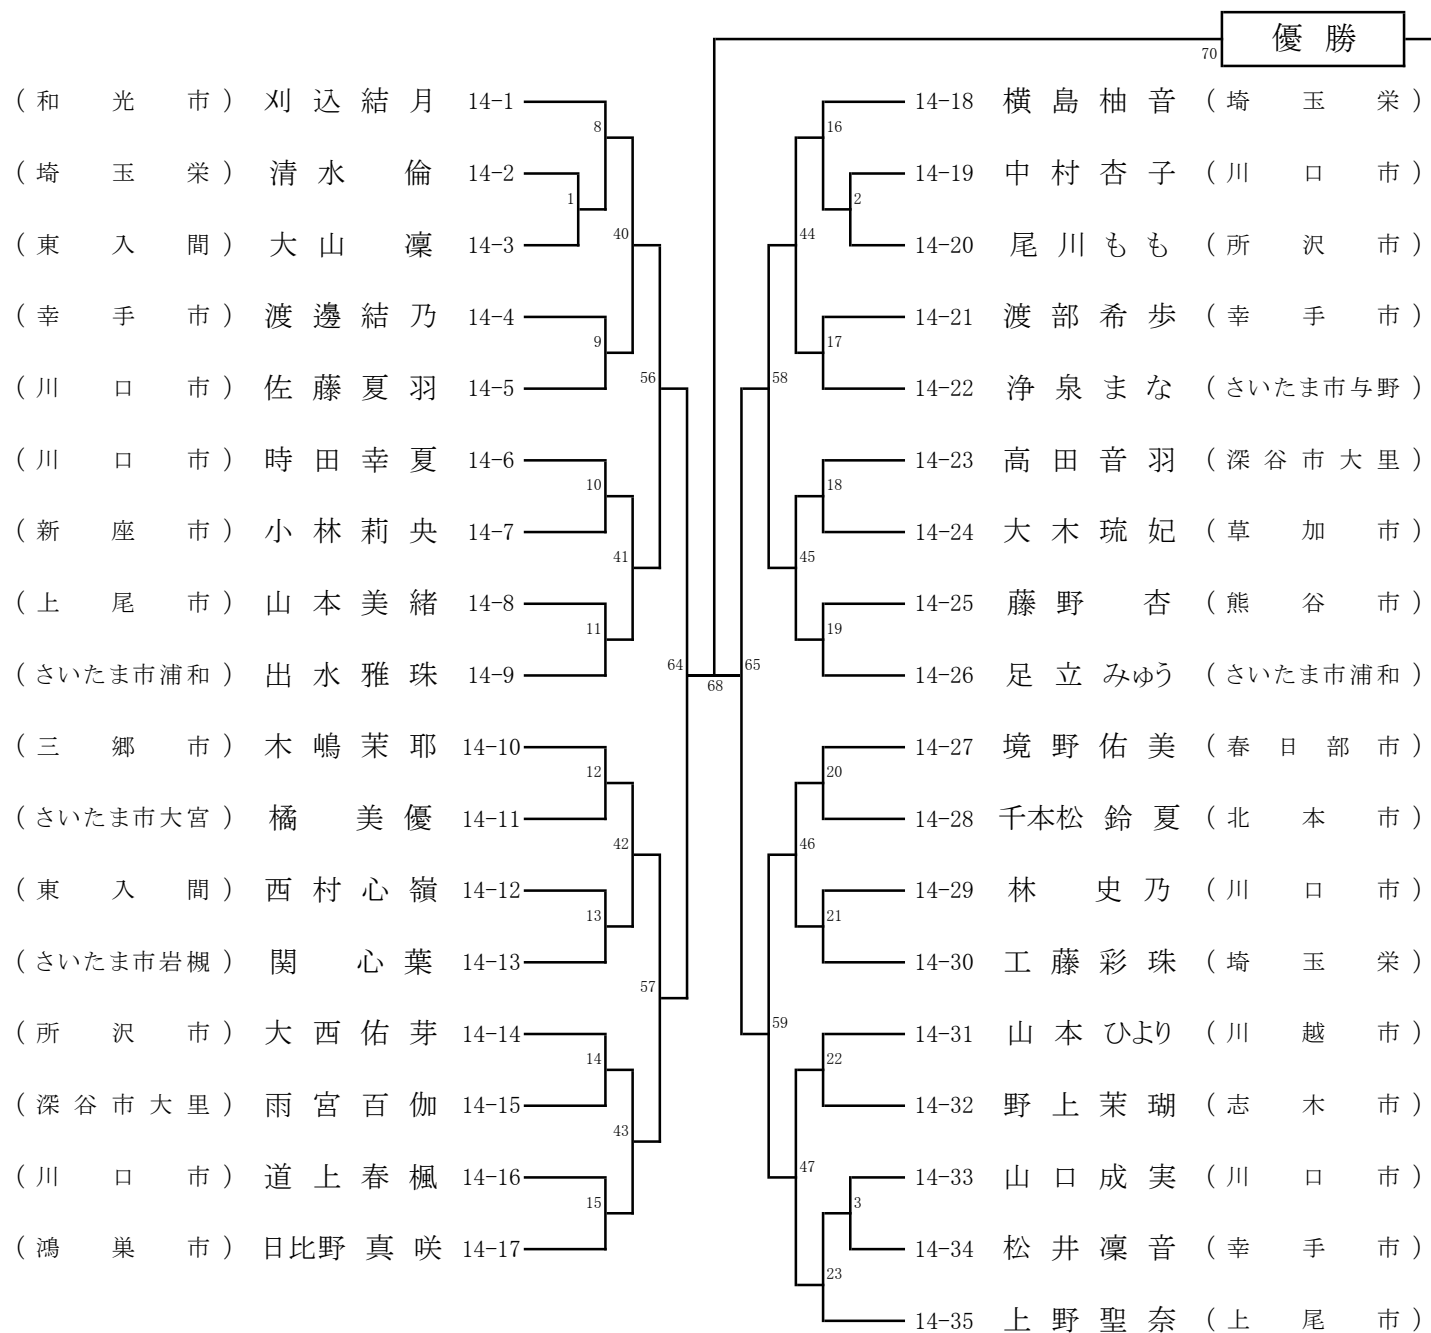 優勝
70
(和光市) 刈込結月 14-1
8
(埼玉栄) 清水倫 14-2
1
(東入間) 大山凜 14-3
40
(幸手市) 渡邊結乃 14-4
9
(川口市) 佐藤夏羽 14-5
56
(川口市) 時田幸夏 14-6
10
(新座市) 小林莉央 14-7
41
(上尾市) 山本美緒 14-8
11
(さいたま市浦和) 出水雅珠 14-9
64
68
(三郷市) 木嶋茉耶 14-10
12
(さいたま市大宮) 橘美優 14-11
42
(東入間) 西村心嶺 14-12
13
(さいたま市岩槻) 関心葉 14-13
57
(所沢市) 大西佑芽 14-14
14
(深谷市大里) 雨宮百伽 14-15
43
(川口市) 道上春楓 14-16
15
(鴻巣市) 日比野真咲 14-17
14-18 横島柚音 (埼玉栄)
16
14-19 中村杏子 (川口市)
2
14-20 尾川もも (所沢市)
44
14-21 渡部希歩 (幸手市)
17
14-22 浄泉まな (さいたま市与野)
58
14-23 高田音羽 (深谷市大里)
18
14-24 大木琉妃 (草加市)
45
14-25 藤野杏 (熊谷市)
19
14-26 足立みゅう (さいたま市浦和)
65
14-27 境野佑美 (春日部市)
20
14-28 千本松鈴夏 (北本市)
46
14-29 林史乃 (川口市)
21
14-30 工藤彩珠 (埼玉栄)
59
14-31 山本ひより (川越市)
22
14-32 野上茉瑚 (志木市)
47
14-33 山口成実 (川口市)
3
14-34 松井凜音 (幸手市)
23
14-35 上野聖奈 (上尾市)